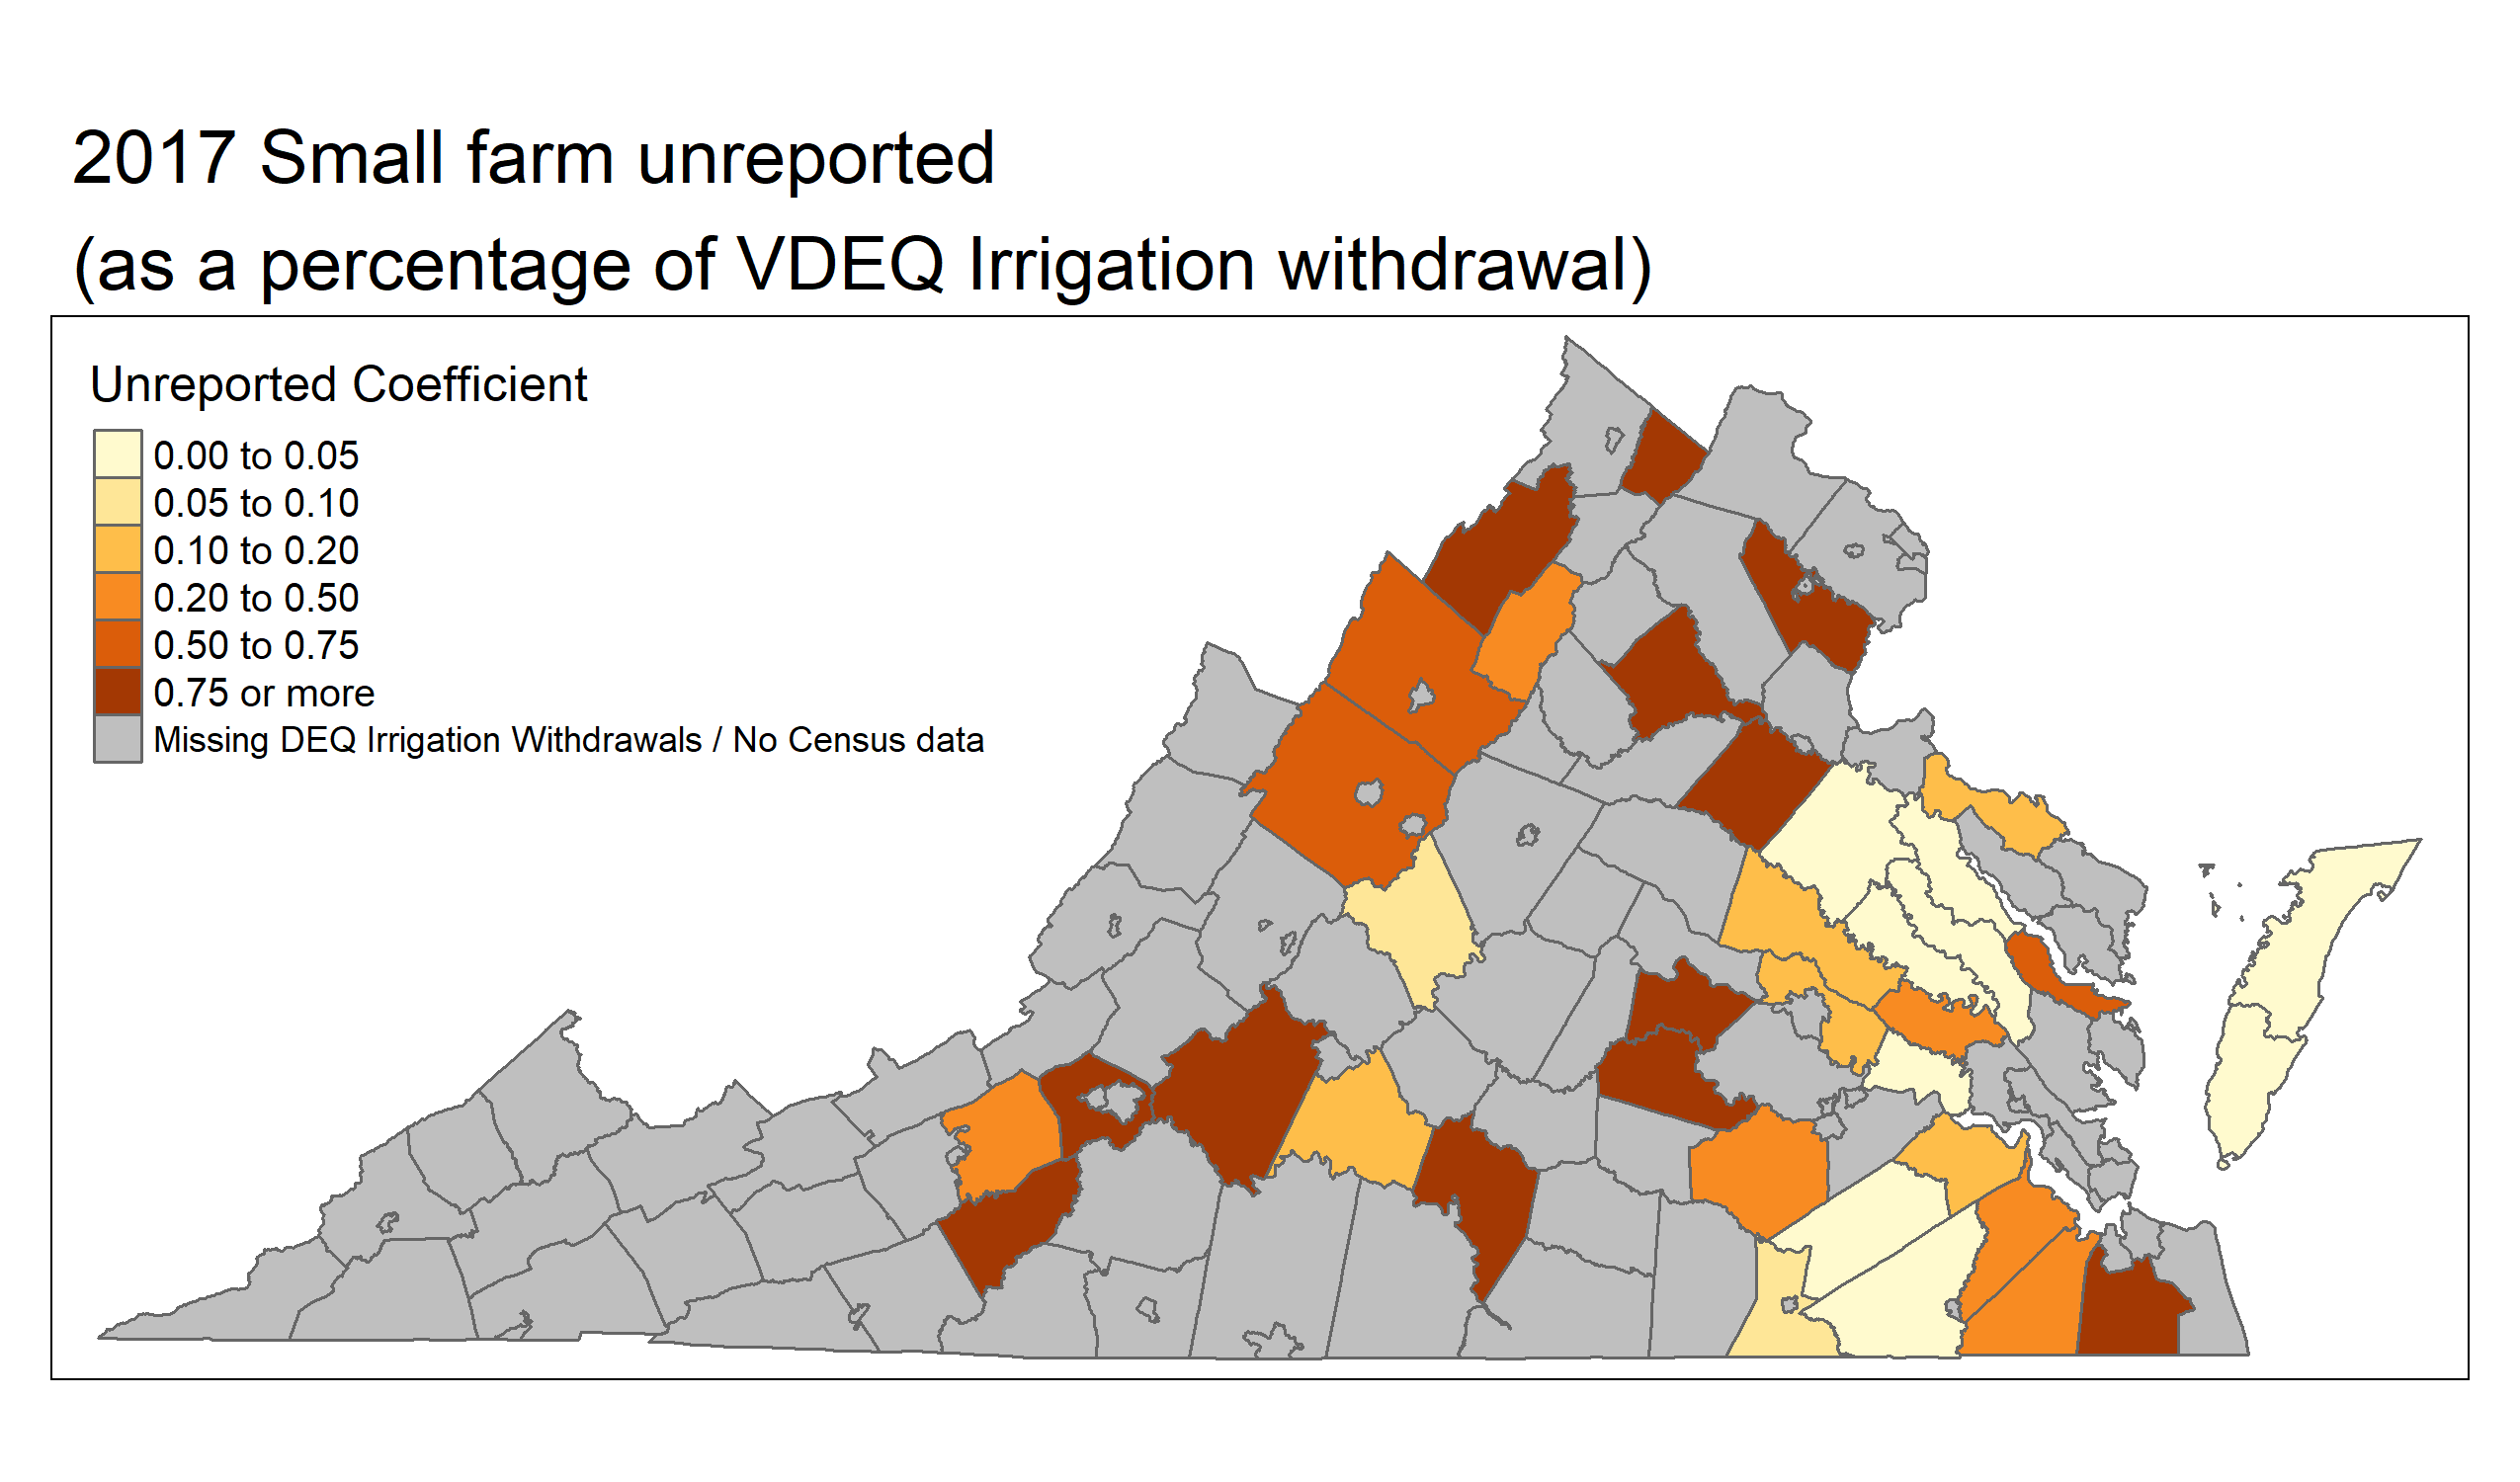 2017 Small farm unreported
(as a percentage of VDEQ Irrigation withdrawal)
Unreported Coefficient
0.00 to 0.05
0.05 to 0.10
0.10 to 0.20
0.20 to 0.50
0.50 to 0.75
0.75 or more
Missing DEQ Irrigation Withdrawals / No Census data